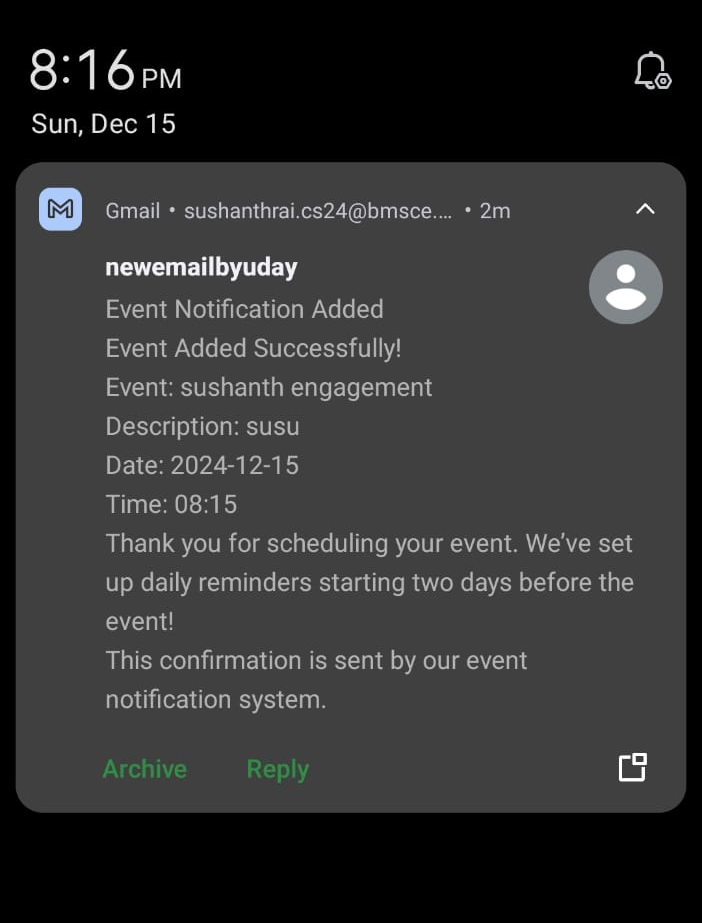 8:16 PM
Sun, Dec 15
Gmail • sushanthrai.cs24@bmsce.... • 2m
newemailbyuday
Event Notification Added
Event Added Successfully!
Event: sushanth engagement
Description: susu
Date: 2024-12-15
Time: 08:15
Thank you for scheduling your event. We've set
up daily reminders starting two days before the
event!
This confirmation is sent by our event
notification system.
Archive Reply